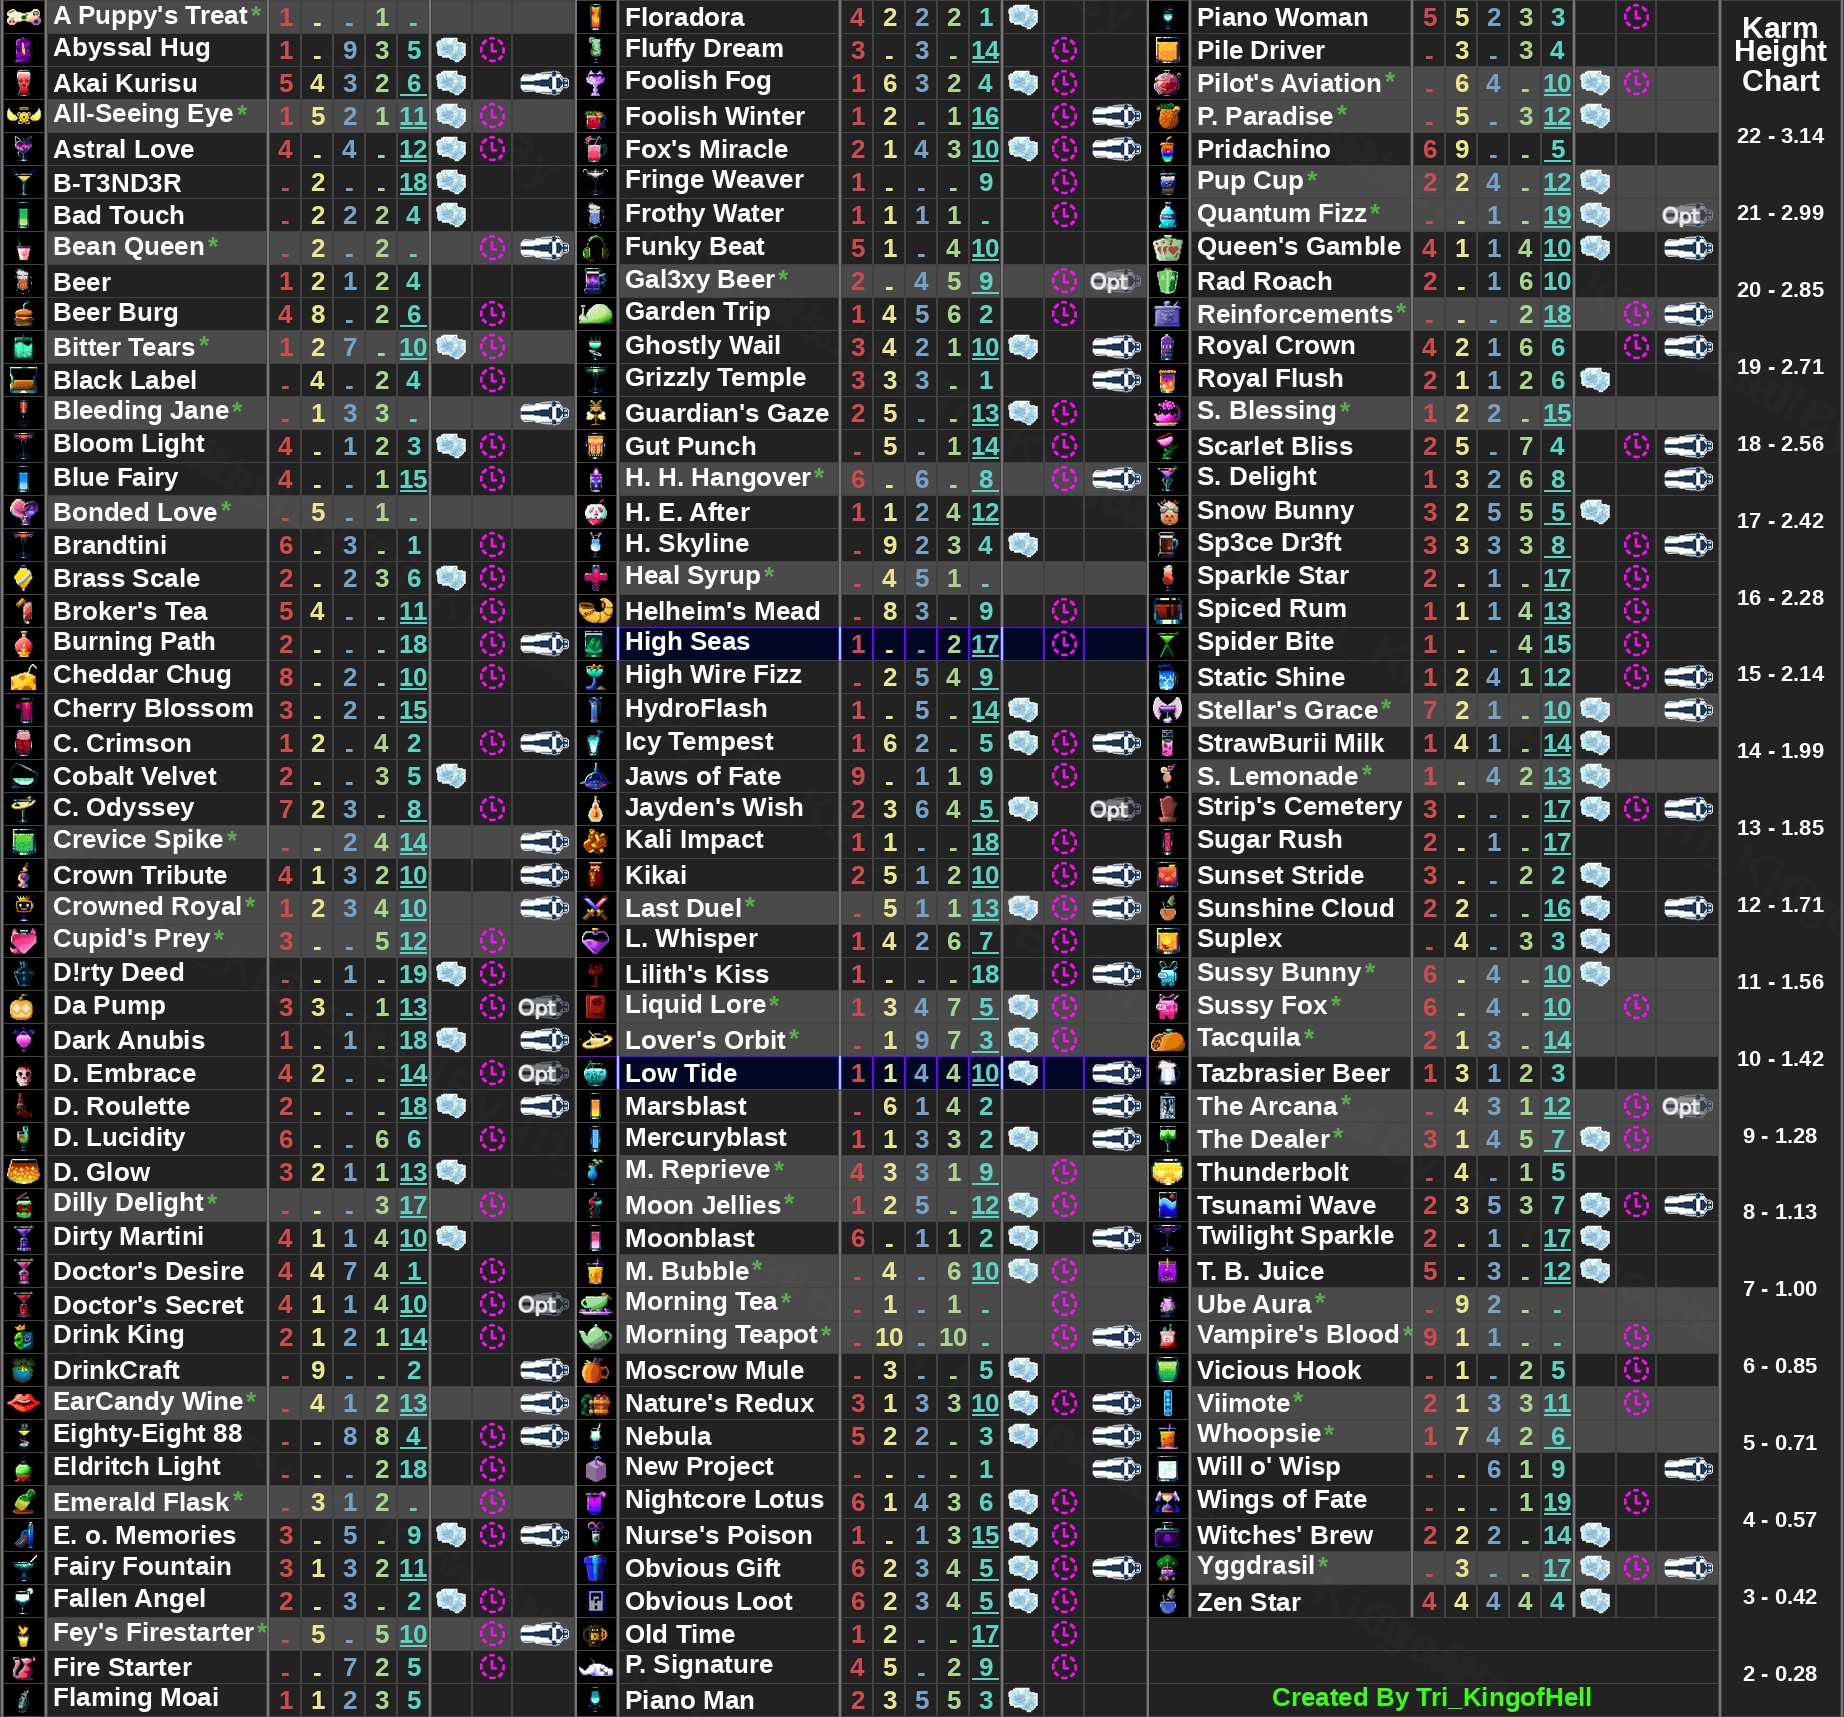 A Puppy's Treat* 1 - - 1 -
Abyssal Hug 1 - 9 3 5
Akai Kurisu 5 4 3 2 6
All-Seeing Eye* 1 5 2 1 11
Astral Love 4 - 4 - 12
B-T3ND3R - 2 - - 18
Bad Touch - 2 2 2 4
Bean Queen* - 2 - 2 -
Beer 1 2 1 2 4
Beer Burg 4 8 - 2 6
Bitter Tears* 1 2 7 - 10
Black Label - 4 - 2 4
Bleeding Jane* - 1 3 3 -
Bloom Light 4 - 1 2 3
Blue Fairy 4 - - 1 15
Bonded Love* - 5 - 1 -
Brandtini 6 - 3 - 1
Brass Scale 2 - 2 3 6
Broker's Tea 5 4 - - 11
Burning Path 2 - - - 18
Cheddar Chug 8 - 2 - 10
Cherry Blossom 3 - 2 - 15
C. Crimson 1 2 - 4 2
Cobalt Velvet 2 - - 3 5
C. Odyssey 7 2 3 - 8
Crevice Spike* - - 2 4 14
Crown Tribute 4 1 3 2 10
Crowned Royal* 1 2 3 4 10
Cupid's Prey* 3 - - 5 12
D!rty Deed - - 1 - 19
Da Pump 3 3 - 1 13 Opt
Dark Anubis 1 - 1 - 18
D. Embrace 4 2 - - 14 Opt
D. Roulette 2 - - - 18
D. Lucidity 6 - - 6 6
D. Glow 3 2 1 1 13
Dilly Delight* - - - 3 17
Dirty Martini 4 1 1 4 10
Doctor's Desire 4 4 7 4 1
Doctor's Secret 4 1 1 4 10 Opt
Drink King 2 1 2 1 14
DrinkCraft - 9 - - 2
EarCandy Wine* - 4 1 2 13
Eighty-Eight 88 - - 8 8 4
Eldritch Light - - - 2 18
Emerald Flask* - 3 1 2 -
E. o. Memories 3 - 5 - 9
Fairy Fountain 3 1 3 2 11
Fallen Angel 2 - 3 - 2
Fey's Firestarter* - 5 - 5 10
Fire Starter - - 7 2 5
Flaming Moai 1 1 2 3 5
Floradora 4 2 2 2 1
Fluffy Dream 3 - 3 - 14
Foolish Fog 1 6 3 2 4
Foolish Winter 1 2 - 1 16
Fox's Miracle 2 1 4 3 10
Fringe Weaver 1 - - - 9
Frothy Water 1 1 1 1 -
Funky Beat 5 1 - 4 10
Gal3xy Beer* 2 - 4 5 9 Opt
Garden Trip 1 4 5 6 2
Ghostly Wail 3 4 2 1 10
Grizzly Temple 3 3 3 - 1
Guardian's Gaze 2 5 - - 13
Gut Punch - 5 - 1 14
H. H. Hangover* 6 - 6 - 8
H. E. After 1 1 2 4 12
H. Skyline - 9 2 3 4
Heal Syrup* - 4 5 1 -
Helheim's Mead - 8 3 - 9
High Seas 1 - - 2 17
High Wire Fizz - 2 5 4 9
HydroFlash 1 - 5 - 14
Icy Tempest 1 6 2 - 5
Jaws of Fate 9 - 1 1 9
Jayden's Wish 2 3 6 4 5 Opt
Kali Impact 1 1 - - 18
Kikai 2 5 1 2 10
Last Duel* - 5 1 1 13
L. Whisper 1 4 2 6 7
Lilith's Kiss 1 - - - 18
Liquid Lore* 1 3 4 7 5
Lover's Orbit* - 1 9 7 3
Low Tide 1 1 4 4 10
Marsblast - 6 1 4 2
Mercuryblast 1 1 3 3 2
M. Reprieve* 4 3 3 1 9
Moon Jellies* 1 2 5 - 12
Moonblast 6 - 1 1 2
M. Bubble* - 4 - 6 10
Morning Tea* - 1 - 1 -
Morning Teapot* - 10 - 10 -
Moscrow Mule - 3 - - 5
Nature's Redux 3 1 3 3 10
Nebula 5 2 2 - 3
New Project - - - - 1
Nightcore Lotus 6 1 4 3 6
Nurse's Poison 1 - 1 3 15
Obvious Gift 6 2 3 4 5
Obvious Loot 6 2 3 4 5
Old Time 1 2 - - 17
P. Signature 4 5 - 2 9
Piano Man 2 3 5 5 3
Piano Woman 5 5 2 3 3
Pile Driver - 3 - 3 4
Pilot's Aviation* - 6 4 - 10
P. Paradise* - 5 - 3 12
Pridachino 6 9 - - 5
Pup Cup* 2 2 4 - 12
Quantum Fizz* - - 1 - 19 Opt
Queen's Gamble 4 1 1 4 10
Rad Roach 2 - 1 6 10
Reinforcements* - - - 2 18
Royal Crown 4 2 1 6 6
Royal Flush 2 1 1 2 6
S. Blessing* 1 2 2 - 15
Scarlet Bliss 2 5 - 7 4
S. Delight 1 3 2 6 8
Snow Bunny 3 2 5 5 5
Sp3ce Dr3ft 3 3 3 3 8
Sparkle Star 2 - 1 - 17
Spiced Rum 1 1 1 4 13
Spider Bite 1 - - 4 15
Static Shine 1 2 4 1 12
Stellar's Grace* 7 2 1 - 10
StrawBurii Milk 1 4 1 - 14
S. Lemonade* 1 - 4 2 13
Strip's Cemetery 3 - - - 17
Sugar Rush 2 - 1 - 17
Sunset Stride 3 - - 2 2
Sunshine Cloud 2 2 - - 16
Suplex - 4 - 3 3
Sussy Bunny* 6 - 4 - 10
Sussy Fox* 6 - 4 - 10
Tacquila* 2 1 3 - 14
Tazbrasier Beer 1 3 1 2 3
The Arcana* - 4 3 1 12 Opt
The Dealer* 3 1 4 5 7
Thunderbolt - 4 - 1 5
Tsunami Wave 2 3 5 3 7
Twilight Sparkle 2 - 1 - 17
T. B. Juice 5 - 3 - 12
Ube Aura* - 9 2 - -
Vampire's Blood* 9 1 1 - -
Vicious Hook - 1 - 2 5
Viimote* 2 1 3 3 11
Whoopsie* 1 7 4 2 6
Will o' Wisp - - 6 1 9
Wings of Fate - - - 1 19
Witches' Brew 2 2 2 - 14
Yggdrasil* - 3 - - 17
Zen Star 4 4 4 4 4
Created By Tri_KingofHell
Karm
Height
Chart
22 - 3.14
21 - 2.99
20 - 2.85
19 - 2.71
18 - 2.56
17 - 2.42
16 - 2.28
15 - 2.14
14 - 1.99
13 - 1.85
12 - 1.71
11 - 1.56
10 - 1.42
9 - 1.28
8 - 1.13
7 - 1.00
6 - 0.85
5 - 0.71
4 - 0.57
3 - 0.42
2 - 0.28